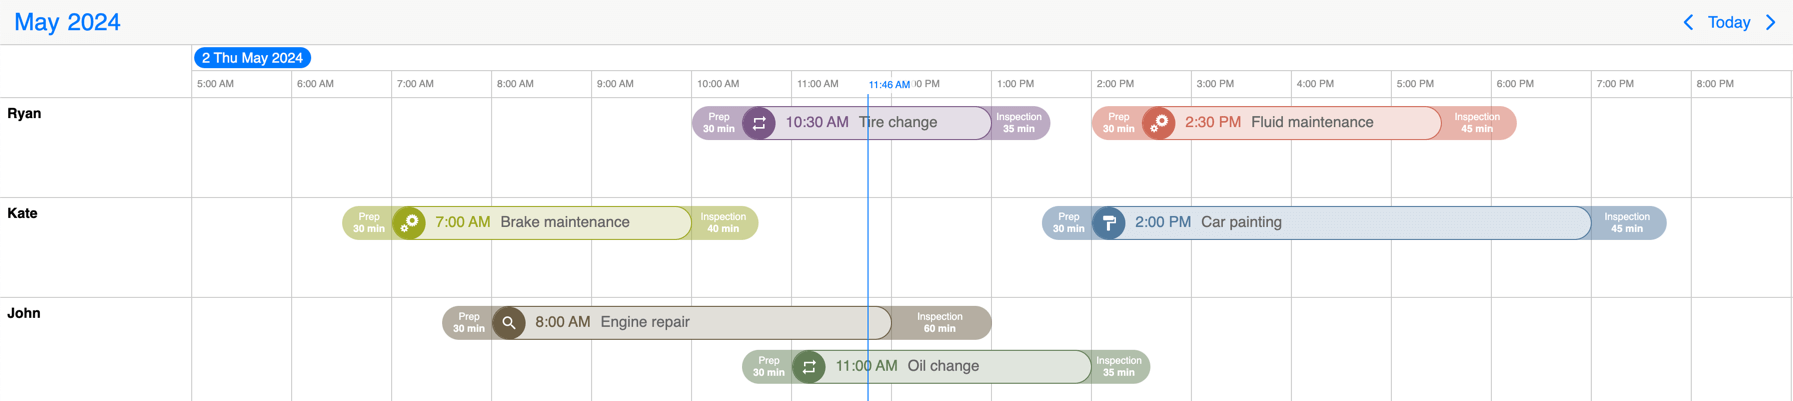 May 2024
Today
2 Thu May 2024
5:00 AM 6:00 AM 7:00 AM 8:00 AM 9:00 AM 10:00 AM 11:00 AM 11:46 AM 0 PM 1:00 PM 2:00 PM 3:00 PM 4:00 PM 5:00 PM 6:00 PM 7:00 PM 8:00 PM
Ryan
Prep
30 min
10:30 AM Tire change
Inspection
35 min
Prep
30 min
2:30 PM Fluid maintenance
Inspection
45 min
Kate
Prep
30 min
7:00 AM Brake maintenance
Inspection
40 min
Prep
30 min
2:00 PM Car painting
Inspection
45 min
John
Prep
30 min
8:00 AM Engine repair
Inspection
60 min
Prep
30 min
11:00 AM Oil change
Inspection
35 min